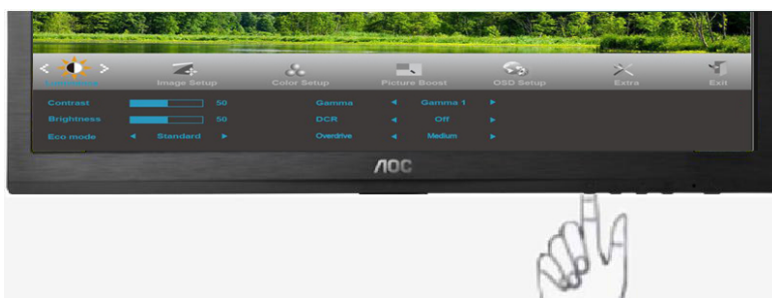 Image Setup Color Setup Picture Boost OSD Setup Extra Exit
Contrast 50 Gamma Gamma 1
Brightness 50 DCR Off
Eco mode Standard Overdrive Medium
AOC